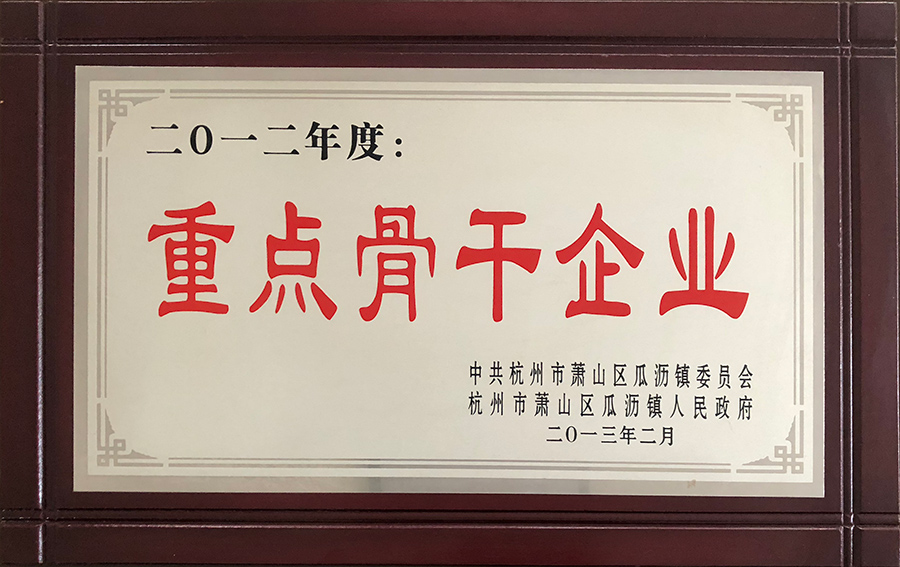 二〇一二年度：
重点骨干企业
中共杭州市萧山区瓜沥镇委员会
杭州市萧山区瓜沥镇人民政府
二〇一三年二月